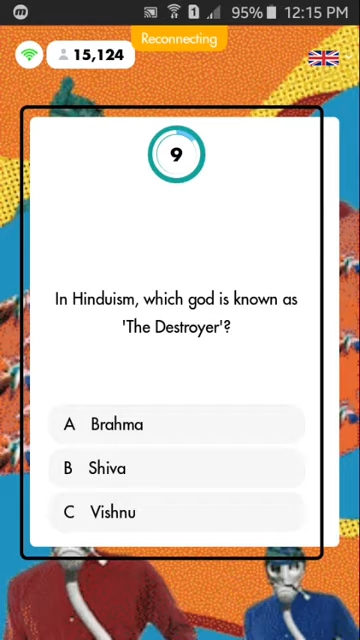 95% 12:15 PM
Reconnecting
15,124
9
In Hinduism, which god is known as
'The Destroyer'?
A Brahma
B Shiva
C Vishnu